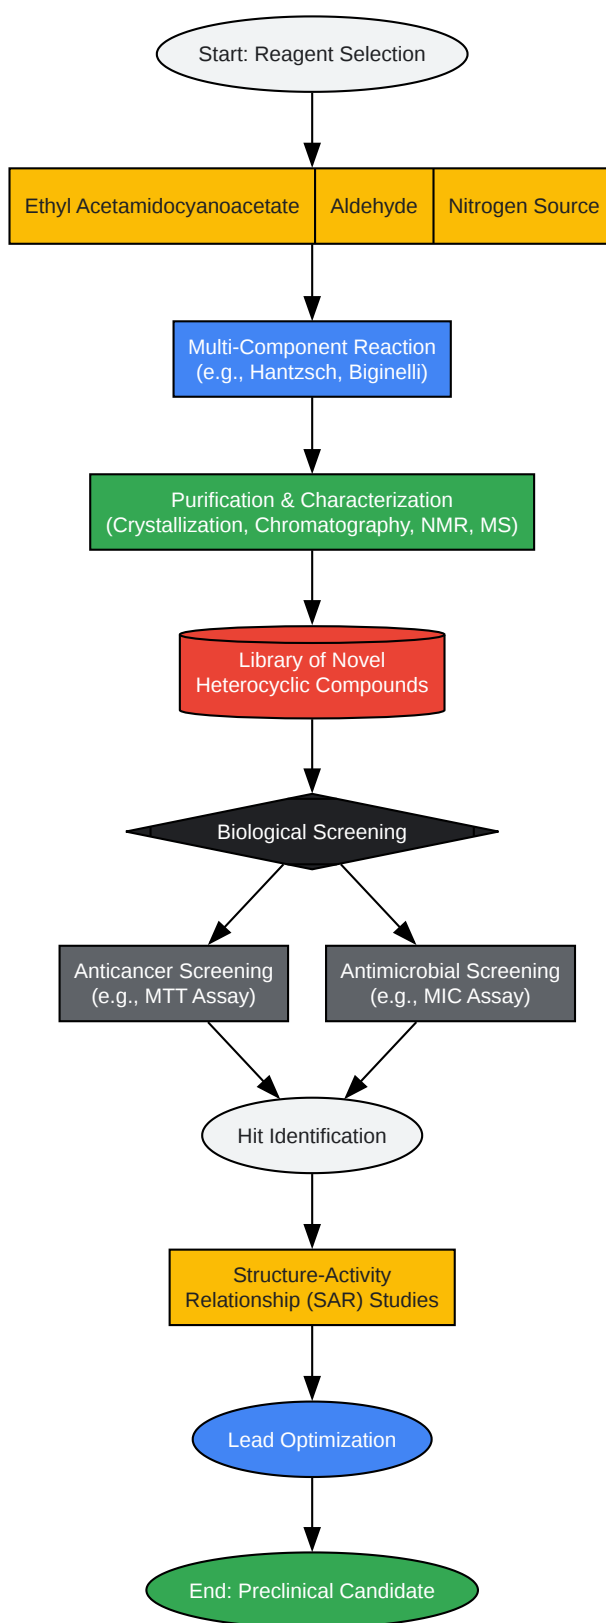 Start: Reagent Selection
Ethyl Acetamidocyanoacetate
Aldehyde
Nitrogen Source
Multi-Component Reaction
(e.g., Hantzsch, Biginelli)
Purification & Characterization
(Crystallization, Chromatography, NMR, MS)
Library of Novel
Heterocyclic Compounds
Biological Screening
Anticancer Screening
(e.g., MTT Assay)
Antimicrobial Screening
(e.g., MIC Assay)
Hit Identification
Structure-Activity
Relationship (SAR) Studies
Lead Optimization
End: Preclinical Candidate